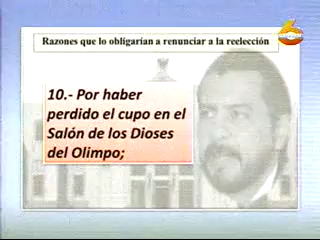 Razones que lo obligarían a renunciar a la reelección
10.- Por haber
perdido el cupo en el
Salón de los Dioses
del Olimpo;